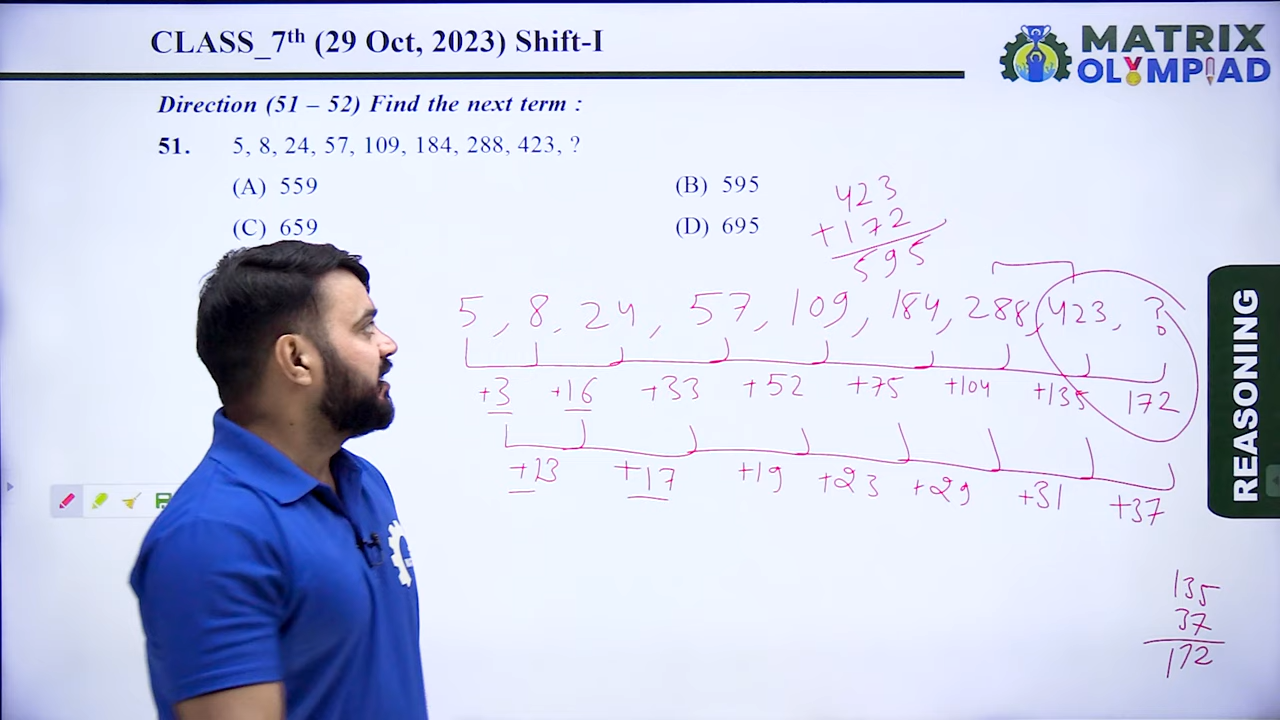 CLASS_7th (29 Oct, 2023) Shift-I
MATRIX
OLYMPIAD
Direction (51 – 52) Find the next term :
51. 5, 8, 24, 57, 109, 184, 288, 423, ?
(A) 559 (B) 595
(C) 659 (D) 695
423
+172
595
5, 8, 24, 57, 109, 184, 288, 423, ?
+3 +16 +33 +52 +75 +104 +135 172
+13 +17 +19 +23 +29 +31 +37
135
37
172
REASONING